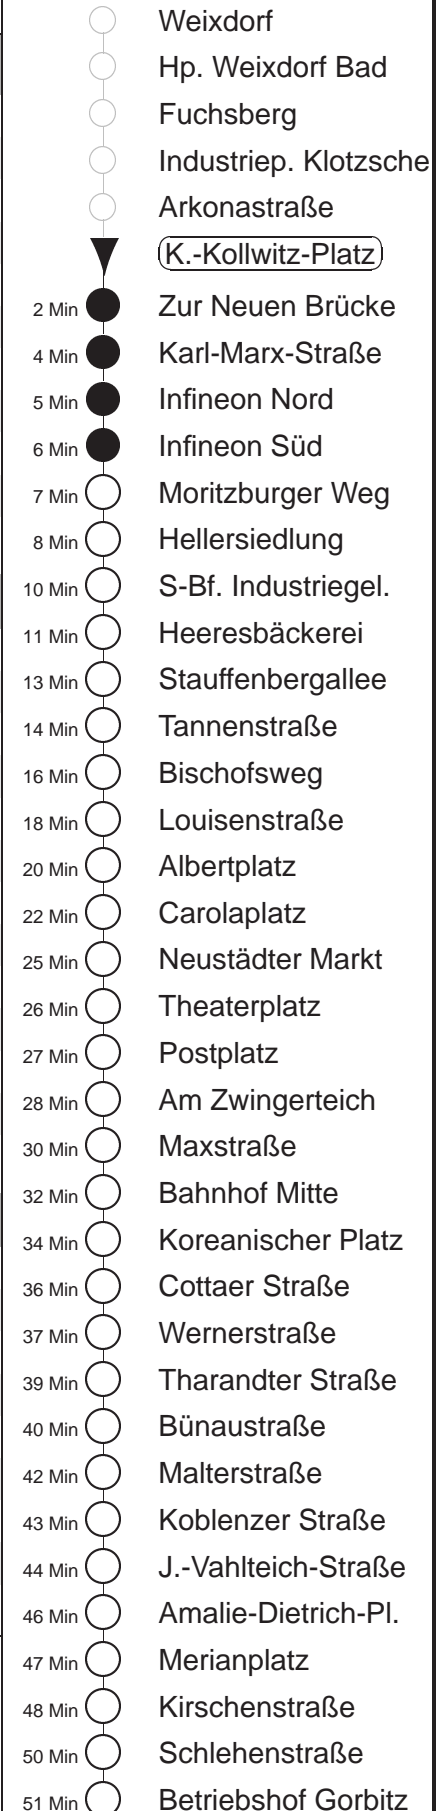 Weixdorf
Hp. Weixdorf Bad
Fuchsberg
Industriep. Klotzsche
Arkonastraße
K.-Kollwitz-Platz
2 Min Zur Neuen Brücke
4 Min Karl-Marx-Straße
5 Min Infineon Nord
6 Min Infineon Süd
7 Min Moritzburger Weg
8 Min Hellersiedlung
10 Min S-Bf. Industriegel.
11 Min Heeresbäckerei
13 Min Stauffenbergallee
14 Min Tannenstraße
16 Min Bischofsweg
18 Min Louisenstraße
20 Min Albertplatz
22 Min Carolaplatz
25 Min Neustädter Markt
26 Min Theaterplatz
27 Min Postplatz
28 Min Am Zwingerteich
30 Min Maxstraße
32 Min Bahnhof Mitte
34 Min Koreanischer Platz
36 Min Cottaer Straße
37 Min Wernerstraße
39 Min Tharandter Straße
40 Min Bünaustraße
42 Min Malterstraße
43 Min Koblenzer Straße
44 Min J.-Vahlteich-Straße
46 Min Amalie-Dietrich-Pl.
47 Min Merianplatz
48 Min Kirschenstraße
50 Min Schlehenstraße
51 Min Betriebshof Gorbitz